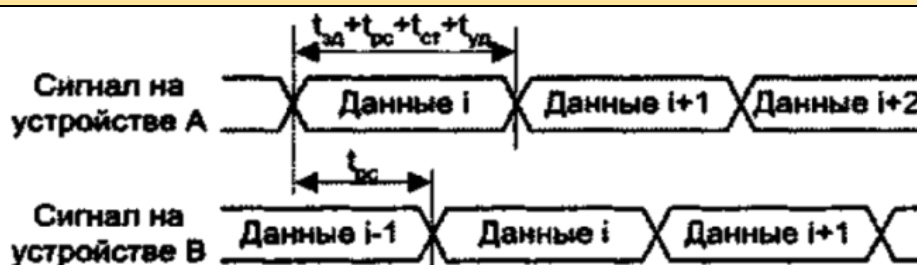 tзд+tрс+tст+tуд
Сигнал на
устройстве А
Данные i
Данные i+1
Данные i+2
tрс
Сигнал на
устройстве В
Данные i-1
Данные i
Данные i+1